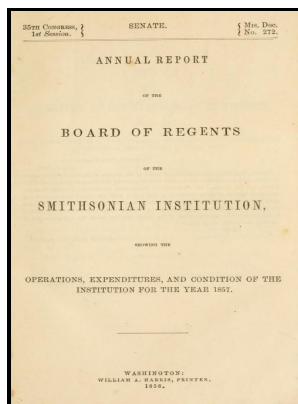 35TH CONGRESS, 1st Session. SENATE. Mis. Doc. No. 272.
ANNUAL REPORT
OF THE
BOARD OF REGENTS
OF THE
SMITHSONIAN INSTITUTION,
SHOWING THE
OPERATIONS, EXPENDITURES, AND CONDITION OF THE
INSTITUTION FOR THE YEAR 1857.
WASHINGTON:
WILLIAM A. HARRIS, PRINTER.
1858.